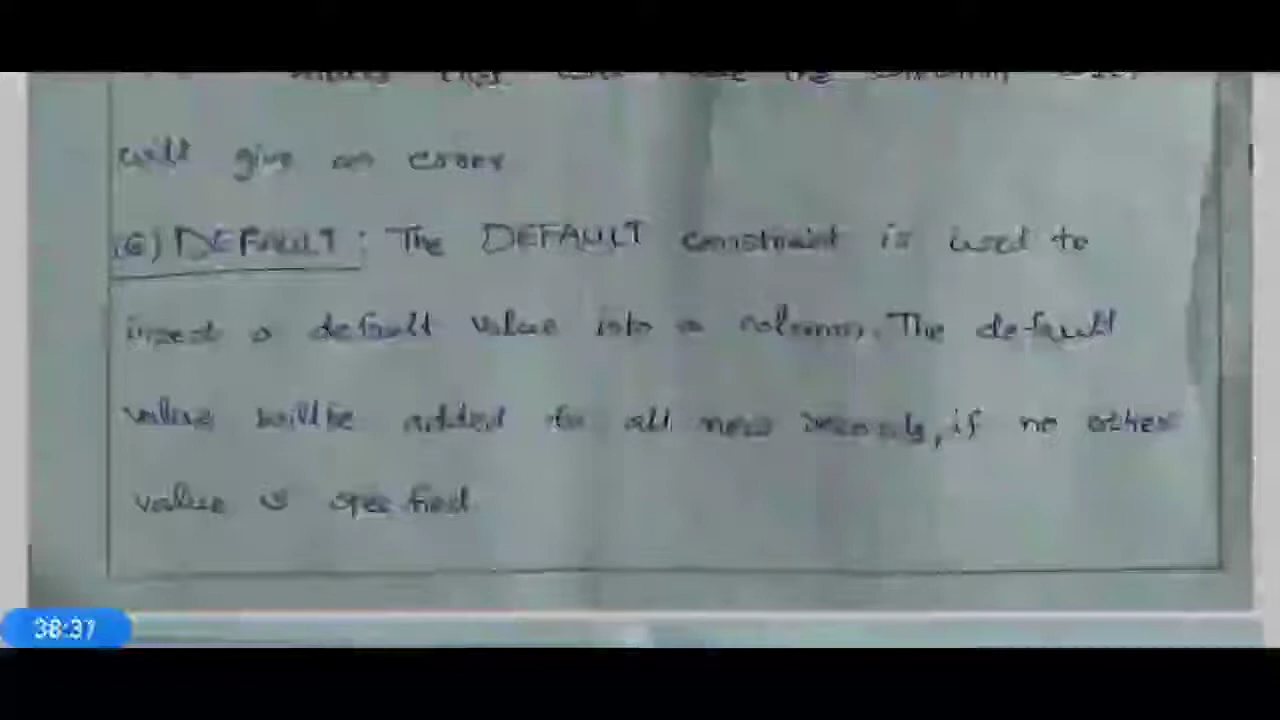 will give an error
(6) DEFAULT : The DEFAULT constraint is used to
insert a default value into a column. The default
value will be added to all new records, if no other
value is specified.
38:37